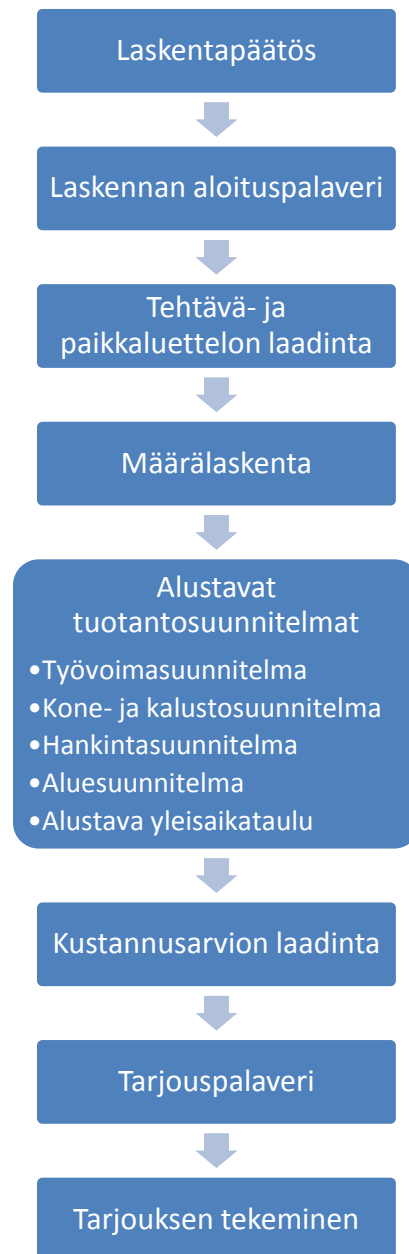 Laskentapäätös
Laskennan aloituspalaveri
Tehtävä- ja
paikkaluettelon laadinta
Määrälaskenta
Alustavat
tuotantosuunnitelmat
•Työvoimasuunnitelma
•Kone- ja kalustosuunnitelma
•Hankintasuunnitelma
•Aluesuunnitelma
•Alustava yleisaikataulu
Kustannusarvion laadinta
Tarjouspalaveri
Tarjouksen tekeminen